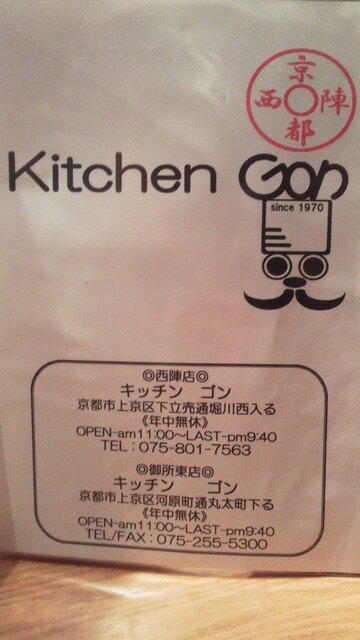 京
西 陣
都
Kitchen Gon
since 1970
◎西陣店◎
キッチン ゴン
京都市上京区下立売通堀川西入る
《年中無休》
OPEN-am11:00〜LAST-pm9:40
TEL：075-801-7563
◎御所東店◎
キッチン ゴン
京都市上京区河原町通丸太町下る
《年中無休》
OPEN-am11:00〜LAST-pm9:40
TEL/FAX：075-255-5300